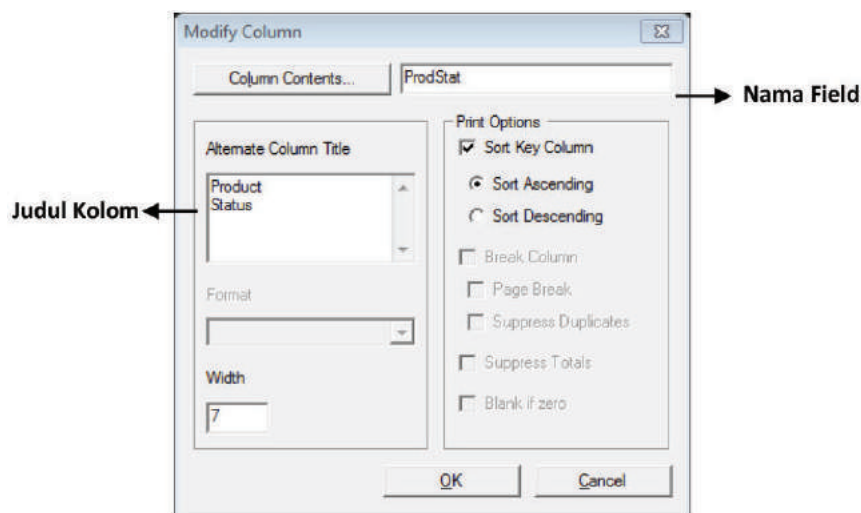 Modify Column
Column Contents...
ProdStat
Nama Field
Judul Kolom
Alternate Column Title
Product
Status
Format
Width
7
Print Options
Sort Key Column
Sort Ascending
Sort Descending
Break Column
Page Break
Suppress Duplicates
Suppress Totals
Blank if zero
OK
Cancel